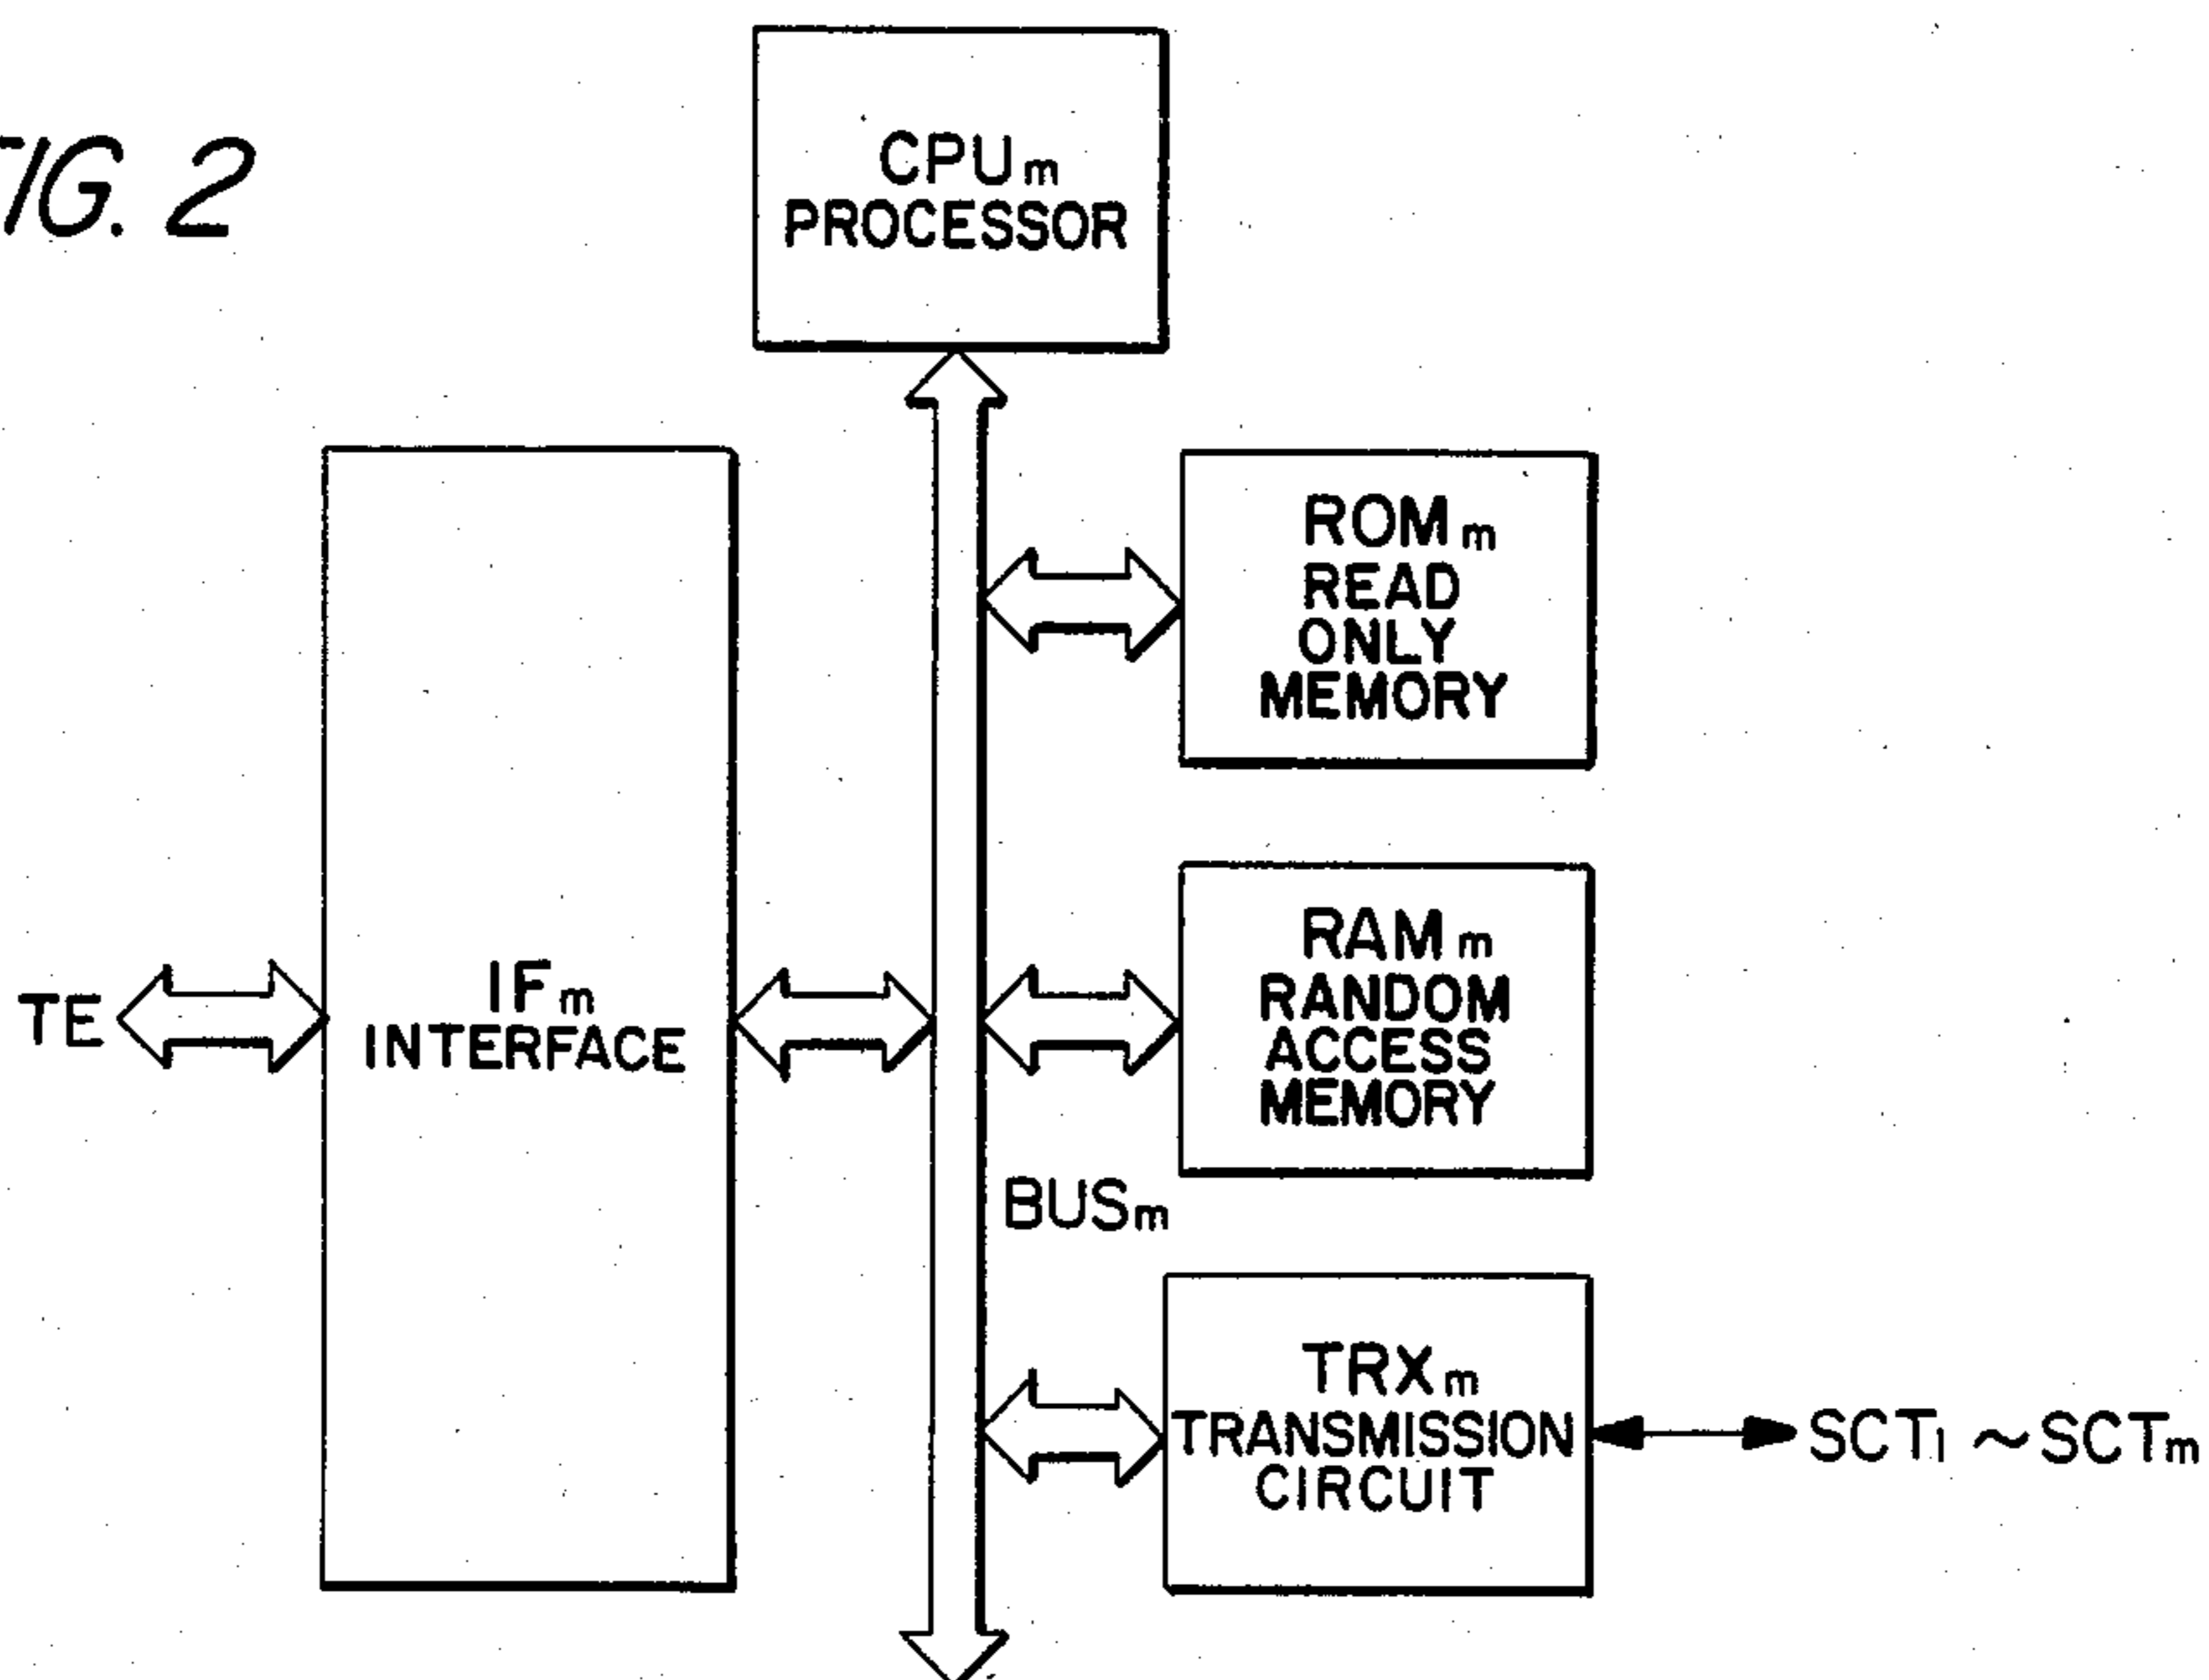 FIG. 2
CPUm
PROCESSOR
ROMm
READ
ONLY
MEMORY
TE
IFm
INTERFACE
RAMm
RANDOM
ACCESS
MEMORY
BUSm
TRXm
TRANSMISSION
CIRCUIT
SCT1 ~SCTm